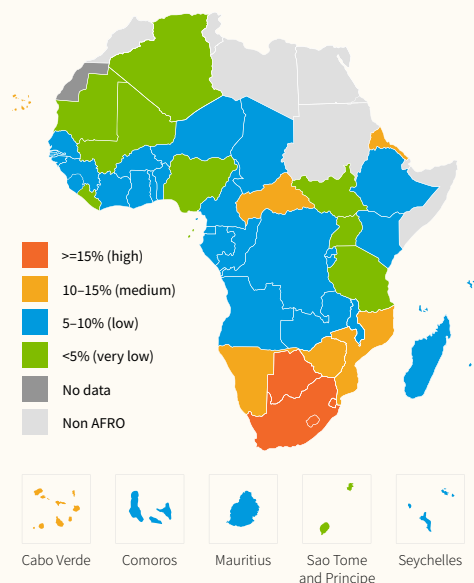 >=15% (high)
10–15% (medium)
5–10% (low)
<5% (very low)
No data
Non AFRO
Cabo Verde
Comoros
Mauritius
Sao Tome
and Principe
Seychelles